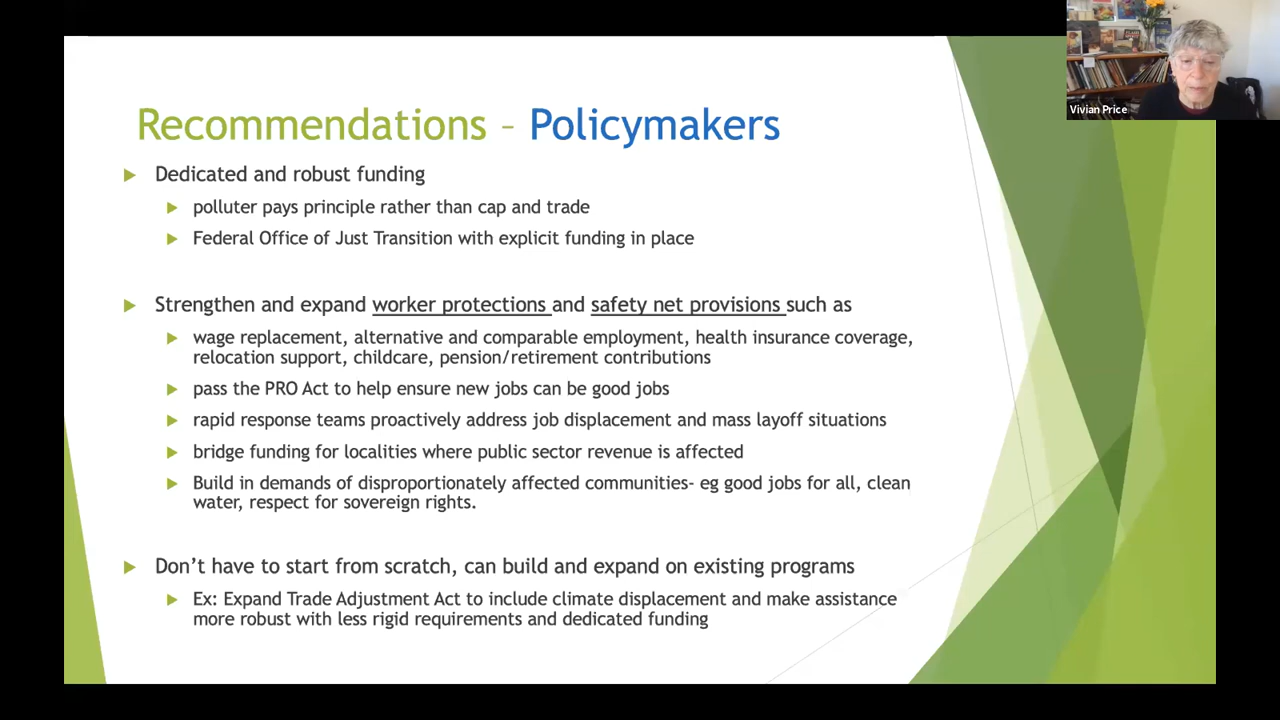 Recommendations – Policymakers
Dedicated and robust funding
polluter pays principle rather than cap and trade
Federal Office of Just Transition with explicit funding in place
Strengthen and expand worker protections and safety net provisions such as
wage replacement, alternative and comparable employment, health insurance coverage,
relocation support, childcare, pension/retirement contributions
pass the PRO Act to help ensure new jobs can be good jobs
rapid response teams proactively address job displacement and mass layoff situations
bridge funding for localities where public sector revenue is affected
Build in demands of disproportionately affected communities- eg good jobs for all, clean
water, respect for sovereign rights.
Don’t have to start from scratch, can build and expand on existing programs
Ex: Expand Trade Adjustment Act to include climate displacement and make assistance
more robust with less rigid requirements and dedicated funding
Vivian Price